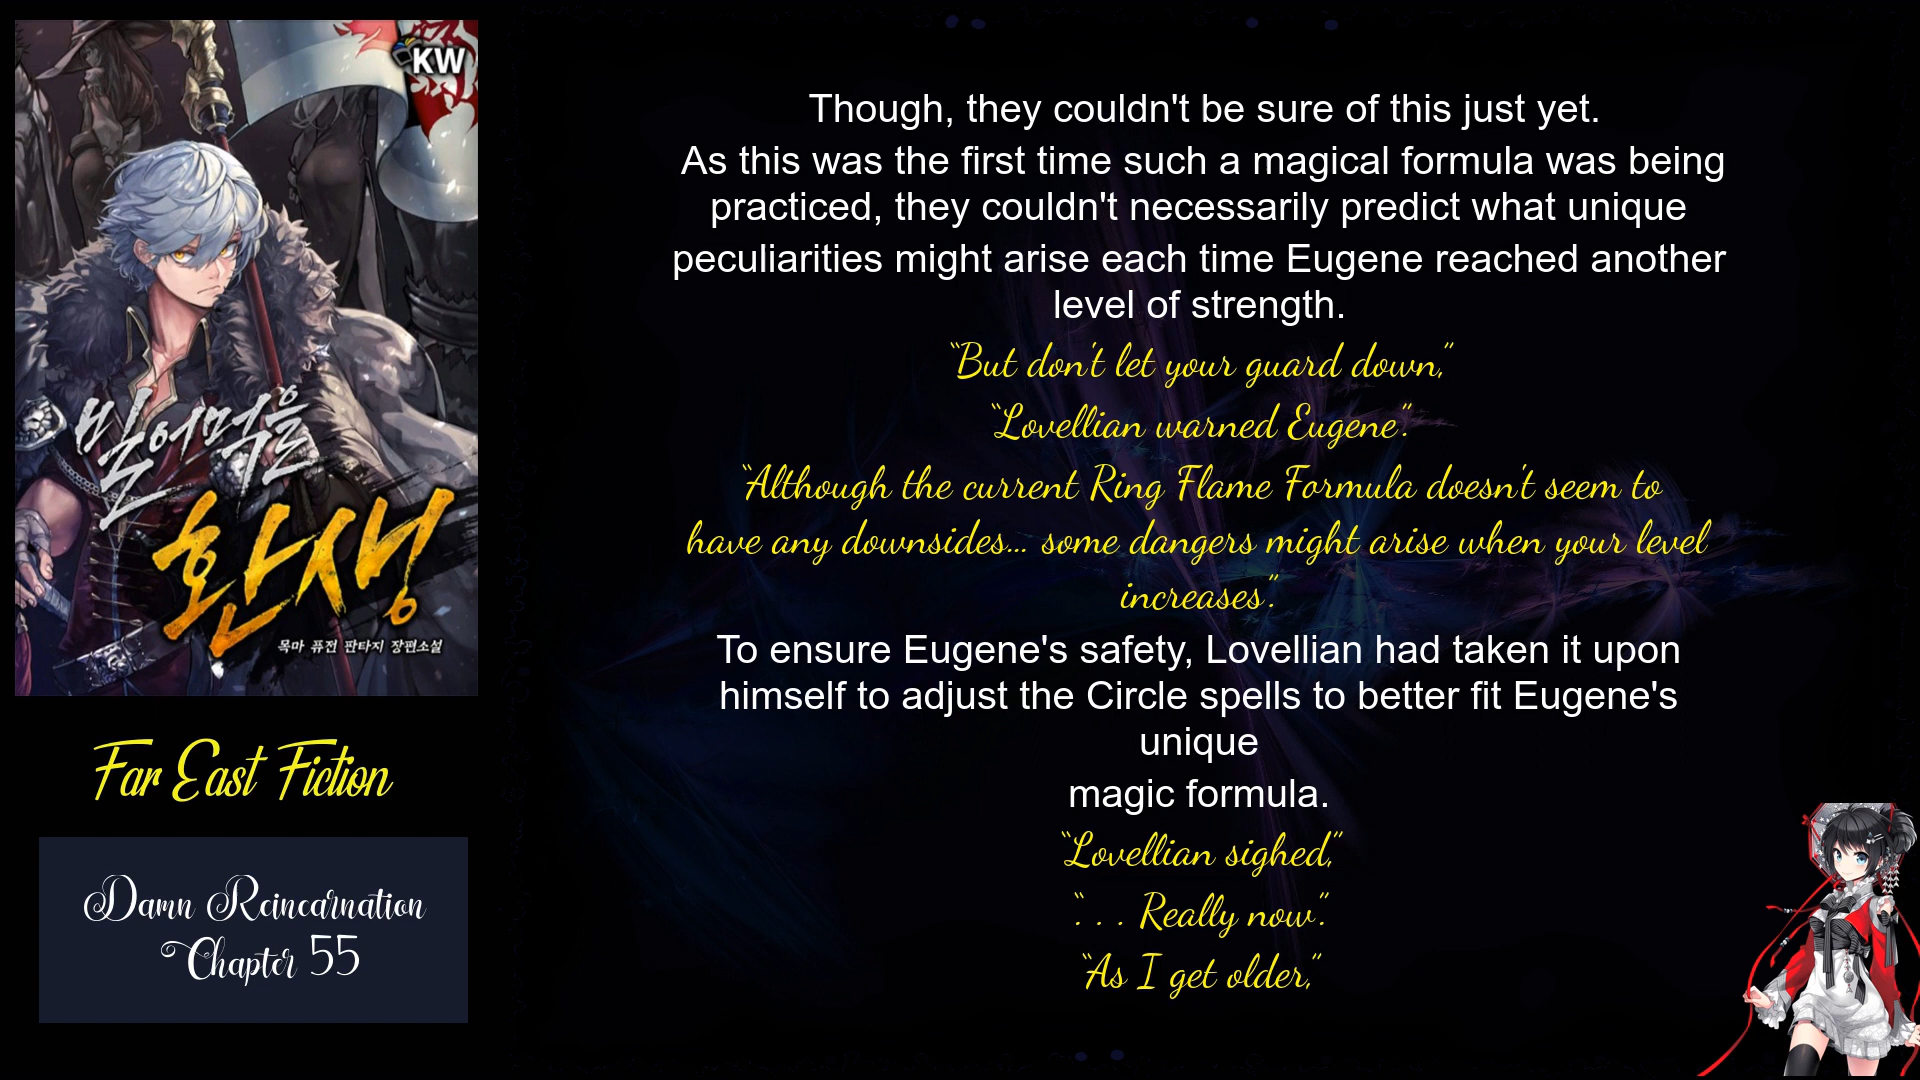 KW
빌어먹을
환생
목마 퓨전 판타지 장편소설
Far East Fiction
Damn Reincarnation
Chapter 55
Though, they couldn't be sure of this just yet.
As this was the first time such a magical formula was being
practiced, they couldn't necessarily predict what unique
peculiarities might arise each time Eugene reached another
level of strength.
“But don't let your guard down,”
“Lovellian warned Eugene”.
“Although the current Ring Flame Formula doesn't seem to
have any downsides... some dangers might arise when your level
increases”.
To ensure Eugene's safety, Lovellian had taken it upon
himself to adjust the Circle spells to better fit Eugene's
unique
magic formula.
“Lovellian sighed,”
“. . . Really now”.
“As I get older,”